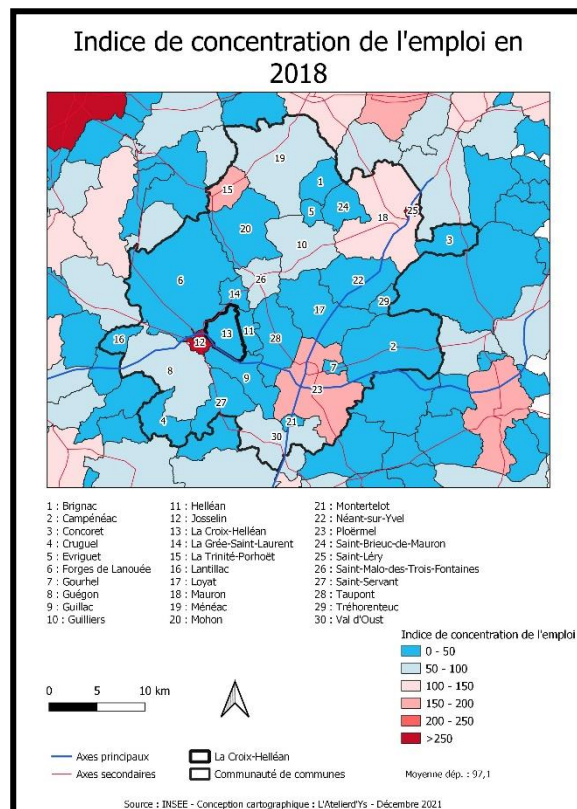 Indice de concentration de l'emploi en
2018
19
1
15
5
24
18
25
20
10
3
6
26
22
14
29
17
13
11
16
12
28
2
8
7
9
23
27
4
21
30
1 : Brignac
2 : Campénéac
3 : Concoret
4 : Cruguel
5 : Evriguet
6 : Forges de Lanouée
7 : Gourhel
8 : Guégon
9 : Guillac
10 : Guilliers
11 : Helléan
12 : Josselin
13 : La Croix-Helléan
14 : La Grée-Saint-Laurent
15 : La Trinité-Porhoët
16 : Lantillac
17 : Loyat
18 : Mauron
19 : Ménéac
20 : Mohon
21 : Montertelot
22 : Néant-sur-Yvel
23 : Ploërmel
24 : Saint-Brieuc-de-Mauron
25 : Saint-Léry
26 : Saint-Malo-des-Trois-Fontaines
27 : Saint-Servant
28 : Taupont
29 : Tréhorenteuc
30 : Val d'Oust
Indice de concentration de l'emploi
0 - 50
50 - 100
100 - 150
150 - 200
200 - 250
>250
0 5 10 km
Axes principaux
Axes secondaires
La Croix-Helléan
Communauté de communes
Moyenne dép. : 97,1
Source : INSEE - Conception cartographique : L'Atelierd'Ys - Décembre 2021